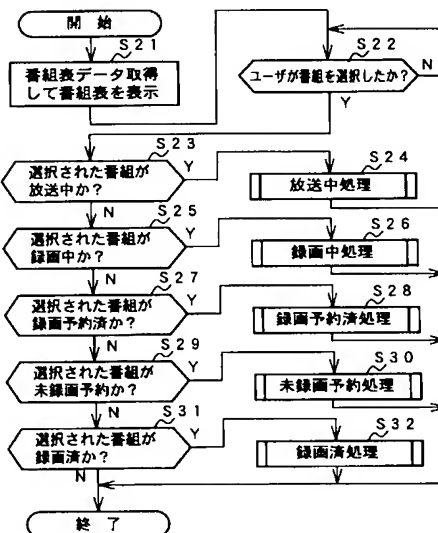 開始
S21
番組表データ取得
して番組表を表示
S22
ユーザが番組を選択したか?
N
Y
S23
選択された番組が
放送中か?
Y
N
S24
放送中処理
S25
選択された番組が
録画中か?
Y
N
S26
録画中処理
S27
選択された番組が
録画予約済か?
Y
N
S28
録画予約済処理
S29
選択された番組が
未録画予約か?
Y
N
S30
未録画予約処理
S31
選択された番組が
録画済か?
Y
N
S32
録画済処理
終了